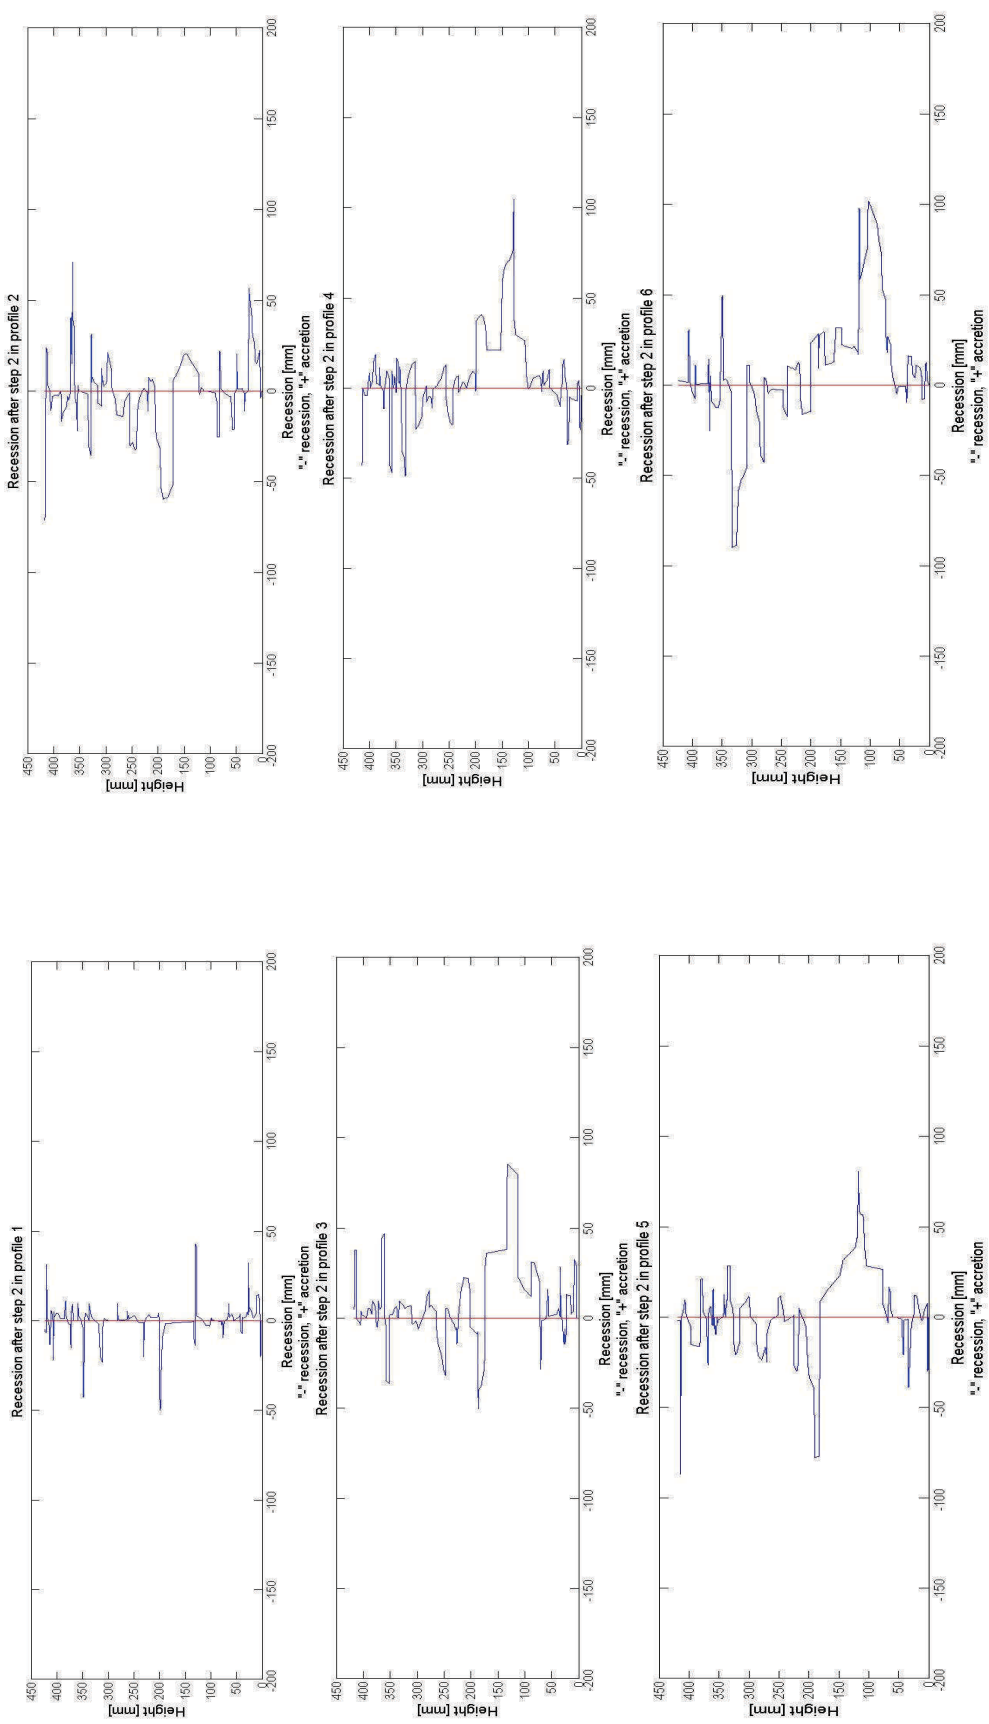 Recession after step 2 in profile 1
450
400
350
300
250
200
150
100
50
0
Height [mm]
-200 -150 -100 -50 0 50 100 150 200
Recession [mm]
"-" recession, "+" accretion
Recession after step 2 in profile 2
450
400
350
300
250
200
150
100
50
0
Height [mm]
-200 -150 -100 -50 0 50 100 150 200
Recession [mm]
"-" recession, "+" accretion
Recession after step 2 in profile 3
450
400
350
300
250
200
150
100
50
0
Height [mm]
-200 -150 -100 -50 0 50 100 150 200
Recession [mm]
"-" recession, "+" accretion
Recession after step 2 in profile 4
450
400
350
300
250
200
150
100
50
0
Height [mm]
-200 -150 -100 -50 0 50 100 150 200
Recession [mm]
"-" recession, "+" accretion
Recession after step 2 in profile 5
450
400
350
300
250
200
150
100
50
0
Height [mm]
-200 -150 -100 -50 0 50 100 150 200
Recession [mm]
"-" recession, "+" accretion
Recession after step 2 in profile 6
450
400
350
300
250
200
150
100
50
0
Height [mm]
-200 -150 -100 -50 0 50 100 150 200
Recession [mm]
"-" recession, "+" accretion